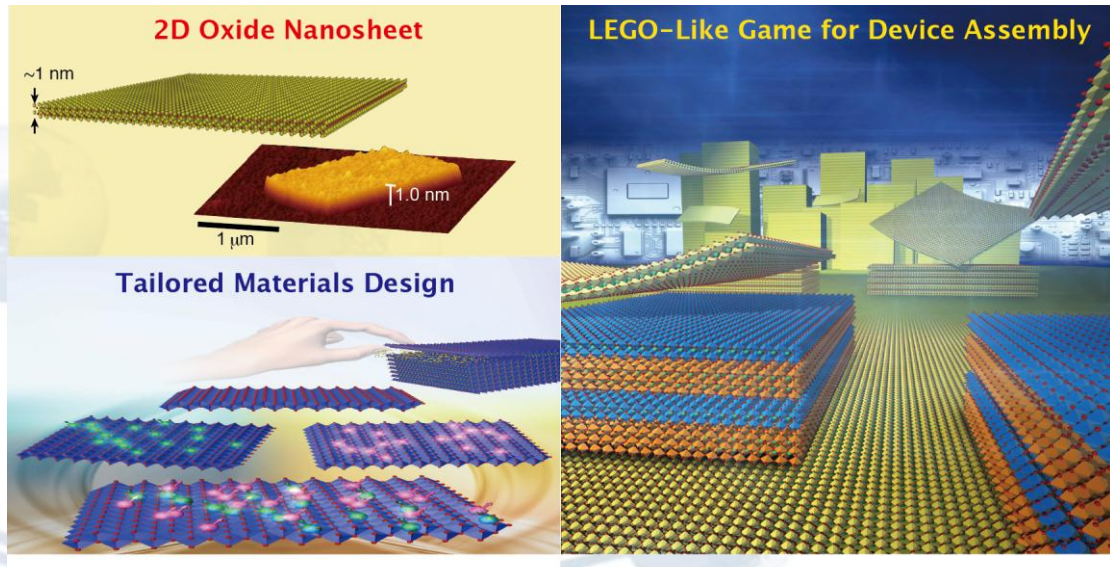 2D Oxide Nanosheet
~1 nm
1.0 nm
1 μm
Tailored Materials Design
LEGO-Like Game for Device Assembly